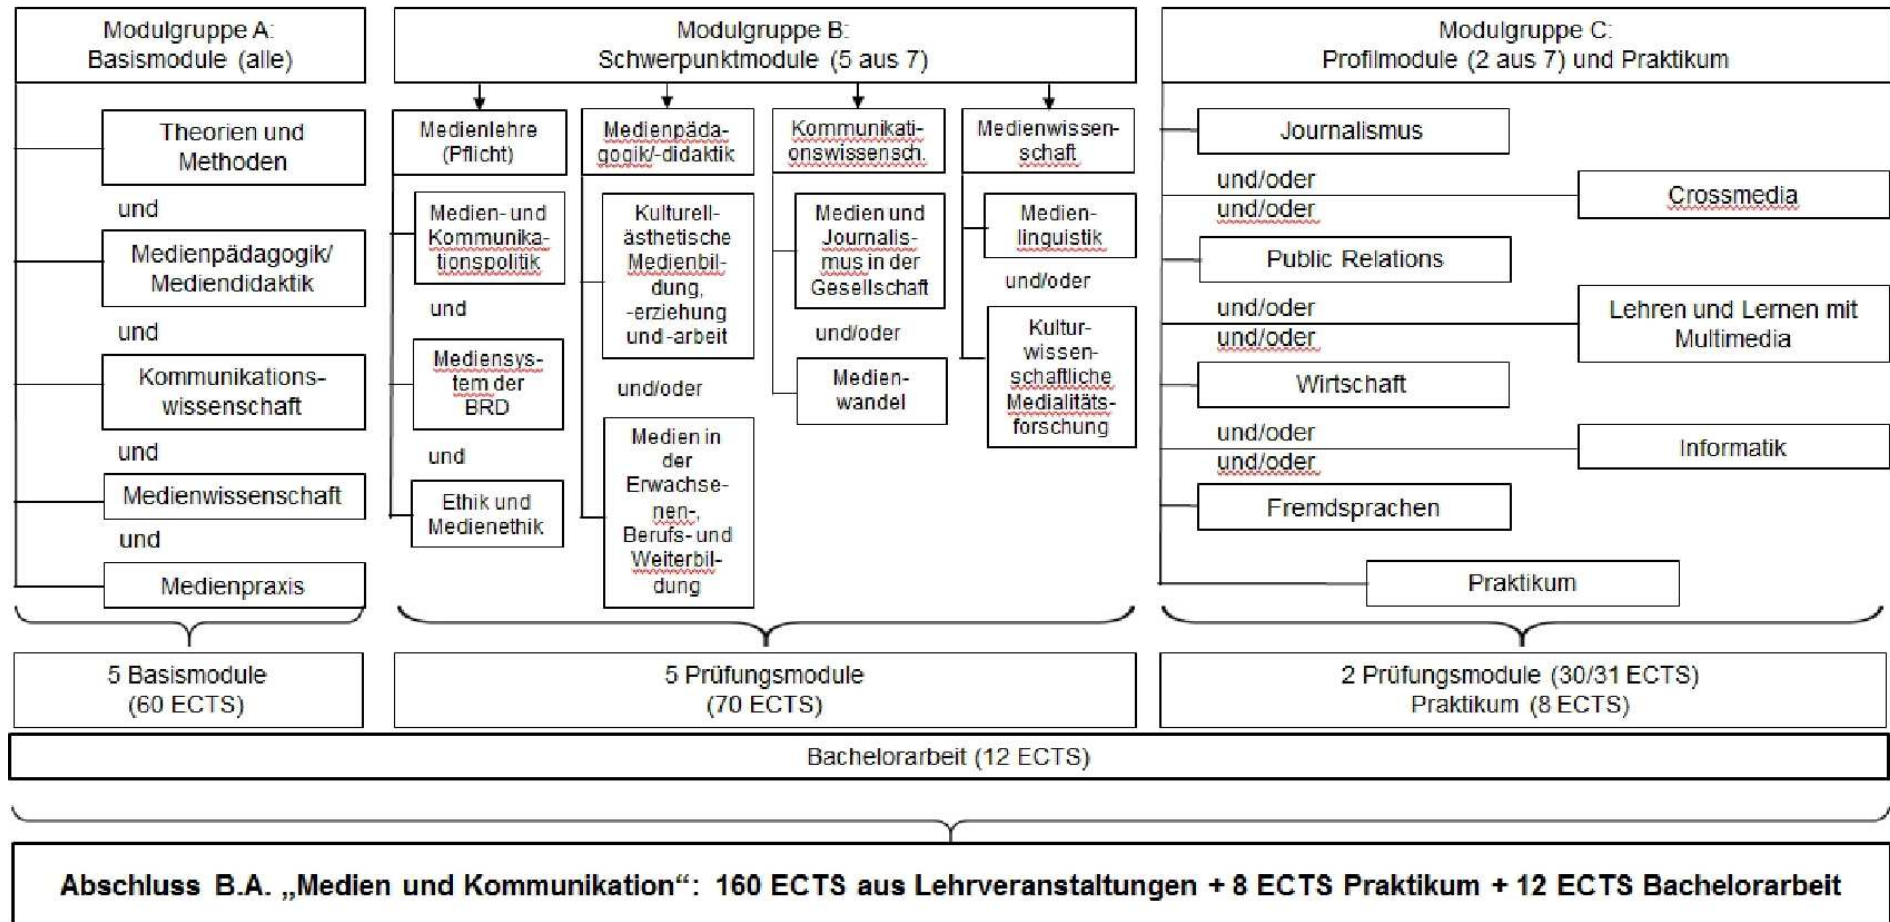 Modulgruppe A:
Basismodule (alle)
Theorien und
Methoden
und
Medienpädagogik/
Mediendidaktik
und
Kommunikations-
wissenschaft
und
Medienwissenschaft
und
Medienpraxis
5 Basismodule
(60 ECTS)
Modulgruppe B:
Schwerpunktmodule (5 aus 7)
Medienlehre
(Pflicht)
Medien- und
Kommunika-
tionspolitik
und
Mediensys-
tem der
BRD
und
Ethik und
Medienethik
Medienpäda-
gogik/-didaktik
Kulturell-
ästhetische
Medienbil-
dung,
-erziehung
und -arbeit
und/oder
Medien in
der
Erwachse-
nen-,
Berufs- und
Weiterbil-
dung
Kommunikati-
onswissensch.
Medien und
Journalis-
mus in der
Gesellschaft
und/oder
Medien-
wandel
Medienwissen-
schaft
Medien-
linguistik
und/oder
Kultur-
wissen-
schaftliche
Medialitäts-
forschung
5 Prüfungsmodule
(70 ECTS)
Modulgruppe C:
Profilmodule (2 aus 7) und Praktikum
Journalismus
und/oder
Crossmedia
und/oder
Public Relations
und/oder
Lehren und Lernen mit
Multimedia
und/oder
Wirtschaft
und/oder
Informatik
und/oder
Fremdsprachen
Praktikum
2 Prüfungsmodule (30/31 ECTS)
Praktikum (8 ECTS)
Bachelorarbeit (12 ECTS)
Abschluss B.A. „Medien und Kommunikation“: 160 ECTS aus Lehrveranstaltungen + 8 ECTS Praktikum + 12 ECTS Bachelorarbeit